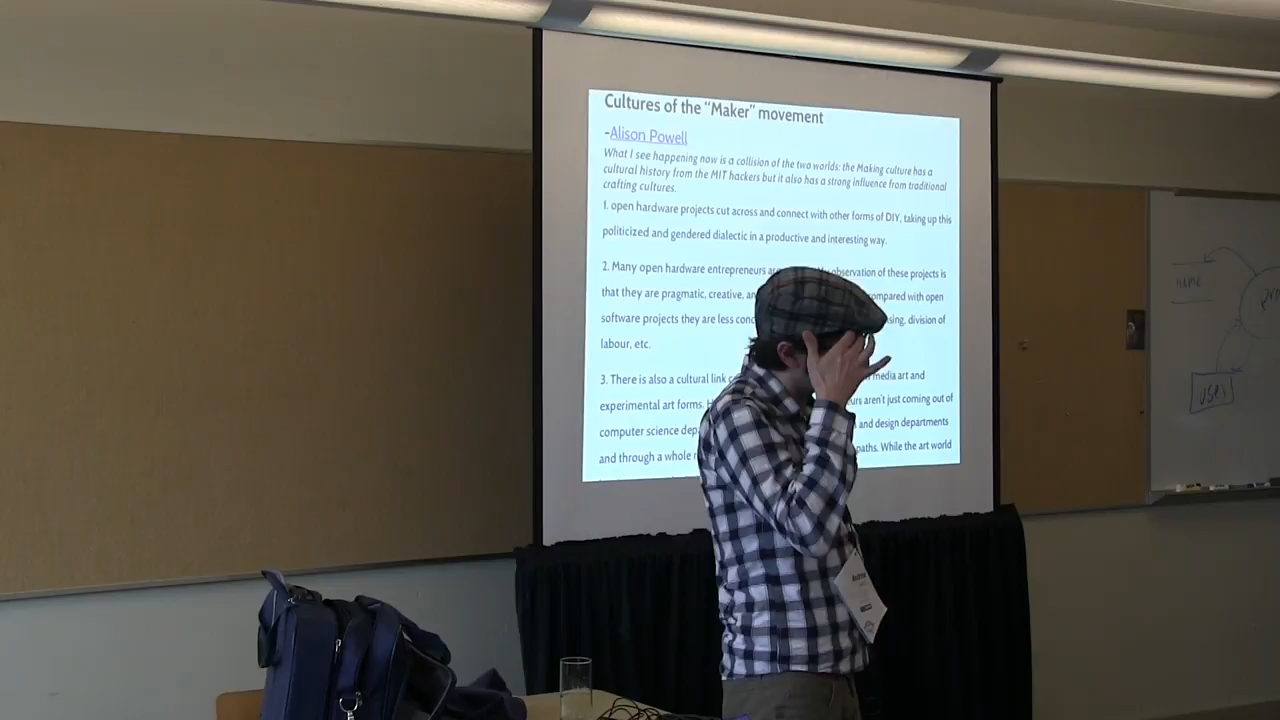 Cultures of the “Maker” movement
-Alison Powell
What I see happening now is a collision of the two worlds: the Making culture has a
cultural history from the MIT hackers but it also has a strong influence from traditional
crafting cultures.
1. open hardware projects cut across and connect with other forms of DIY, taking up this
politicized and gendered dialectic in a productive and interesting way.
2. Many open hardware entrepreneurs observation of these projects is
that they are pragmatic, creative, compared with open
software projects they are less division of
labour, etc.
3. There is also a cultural link media art and
experimental art forms. aren't just coming out of
computer science and design departments
and through a whole paths. While the art world
name
user